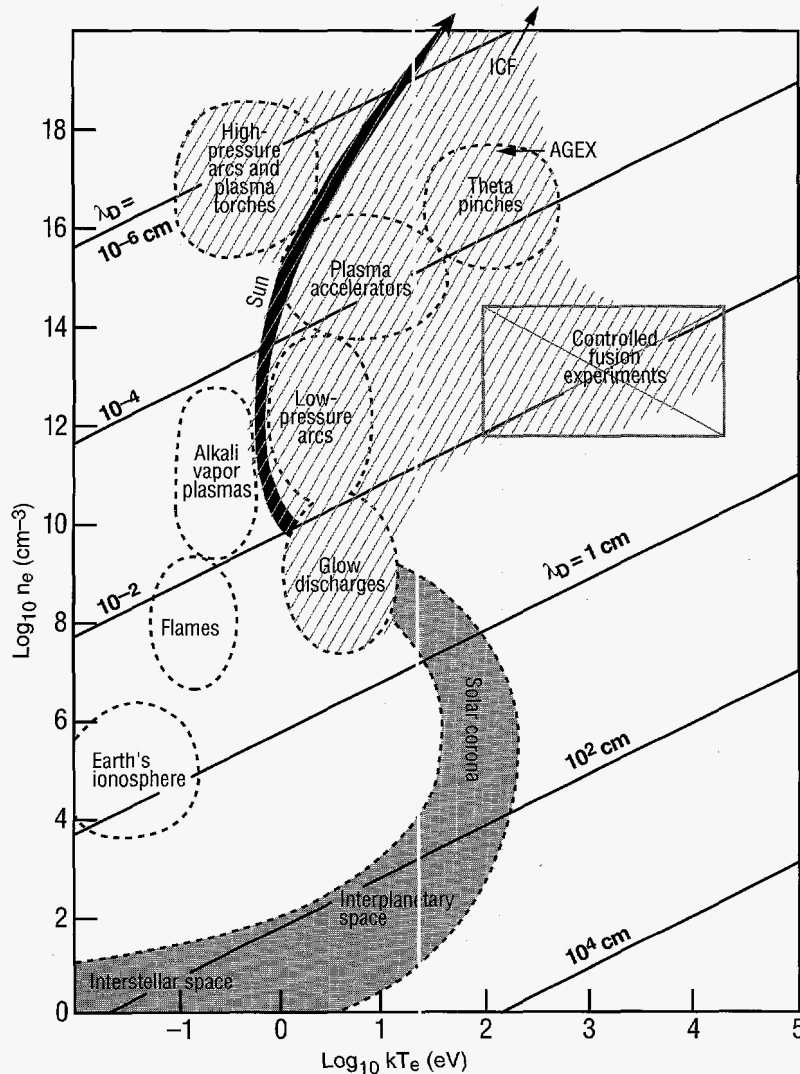 ICF
18
High-
pressure
arcs and
plasma
torches
AGEX
Theta
pinches
λD =
10–6 cm
16
Sun
Plasma
accelerators
14
Controlled
fusion
experiments
10–4
12
Low-
pressure
arcs
Alkali
vapor
plasmas
Log10 ne (cm–3)
10
λD = 1 cm
Glow
discharges
10–2
8
Flames
Solar corona
6
Earth's
ionosphere
10² cm
4
Interplanetary
space
2
10⁴ cm
Interstellar space
0
–1
0
1
2
3
4
5
Log10 kTe (eV)